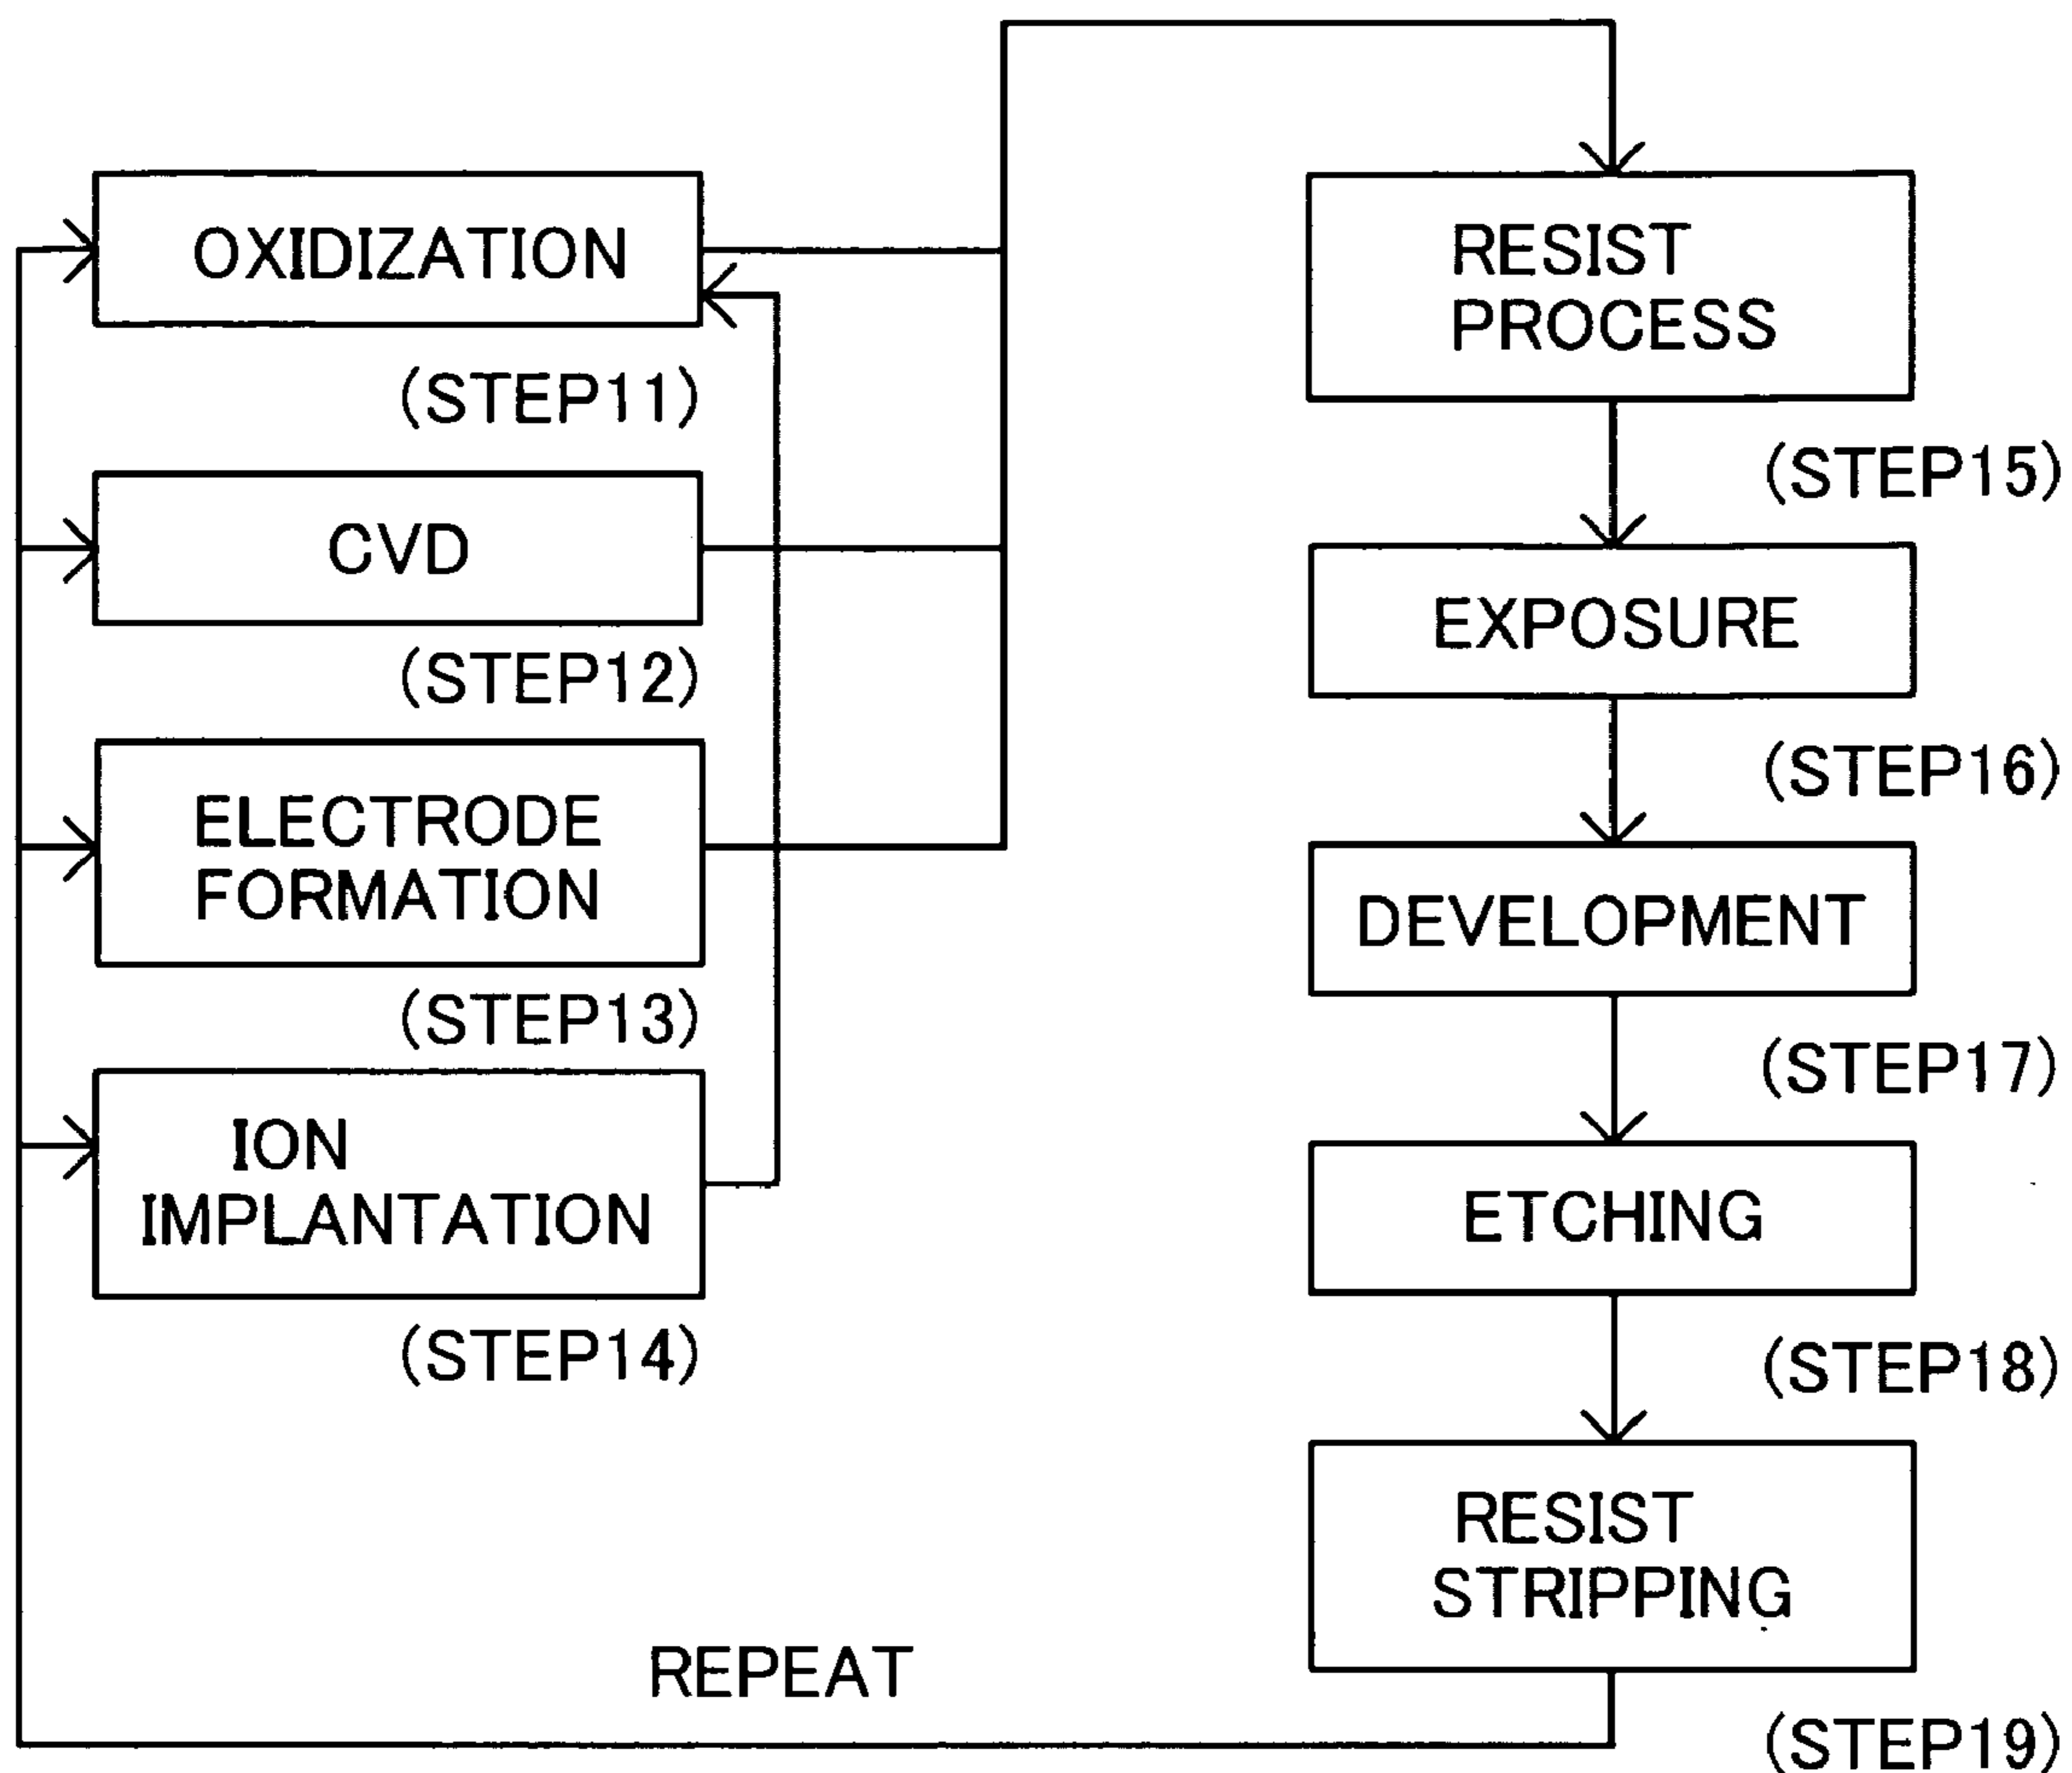 OXIDIZATION
(STEP11)
CVD
(STEP12)
ELECTRODE
FORMATION
(STEP13)
ION
IMPLANTATION
(STEP14)
RESIST
PROCESS
(STEP15)
EXPOSURE
(STEP16)
DEVELOPMENT
(STEP17)
ETCHING
(STEP18)
RESIST
STRIPPING
(STEP19)
REPEAT